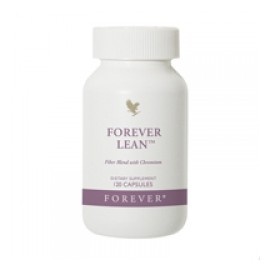 FOREVER
LEAN™
Fiber Blend with Chromium
DIETARY SUPPLEMENT
120 CAPSULES
FOREVER®